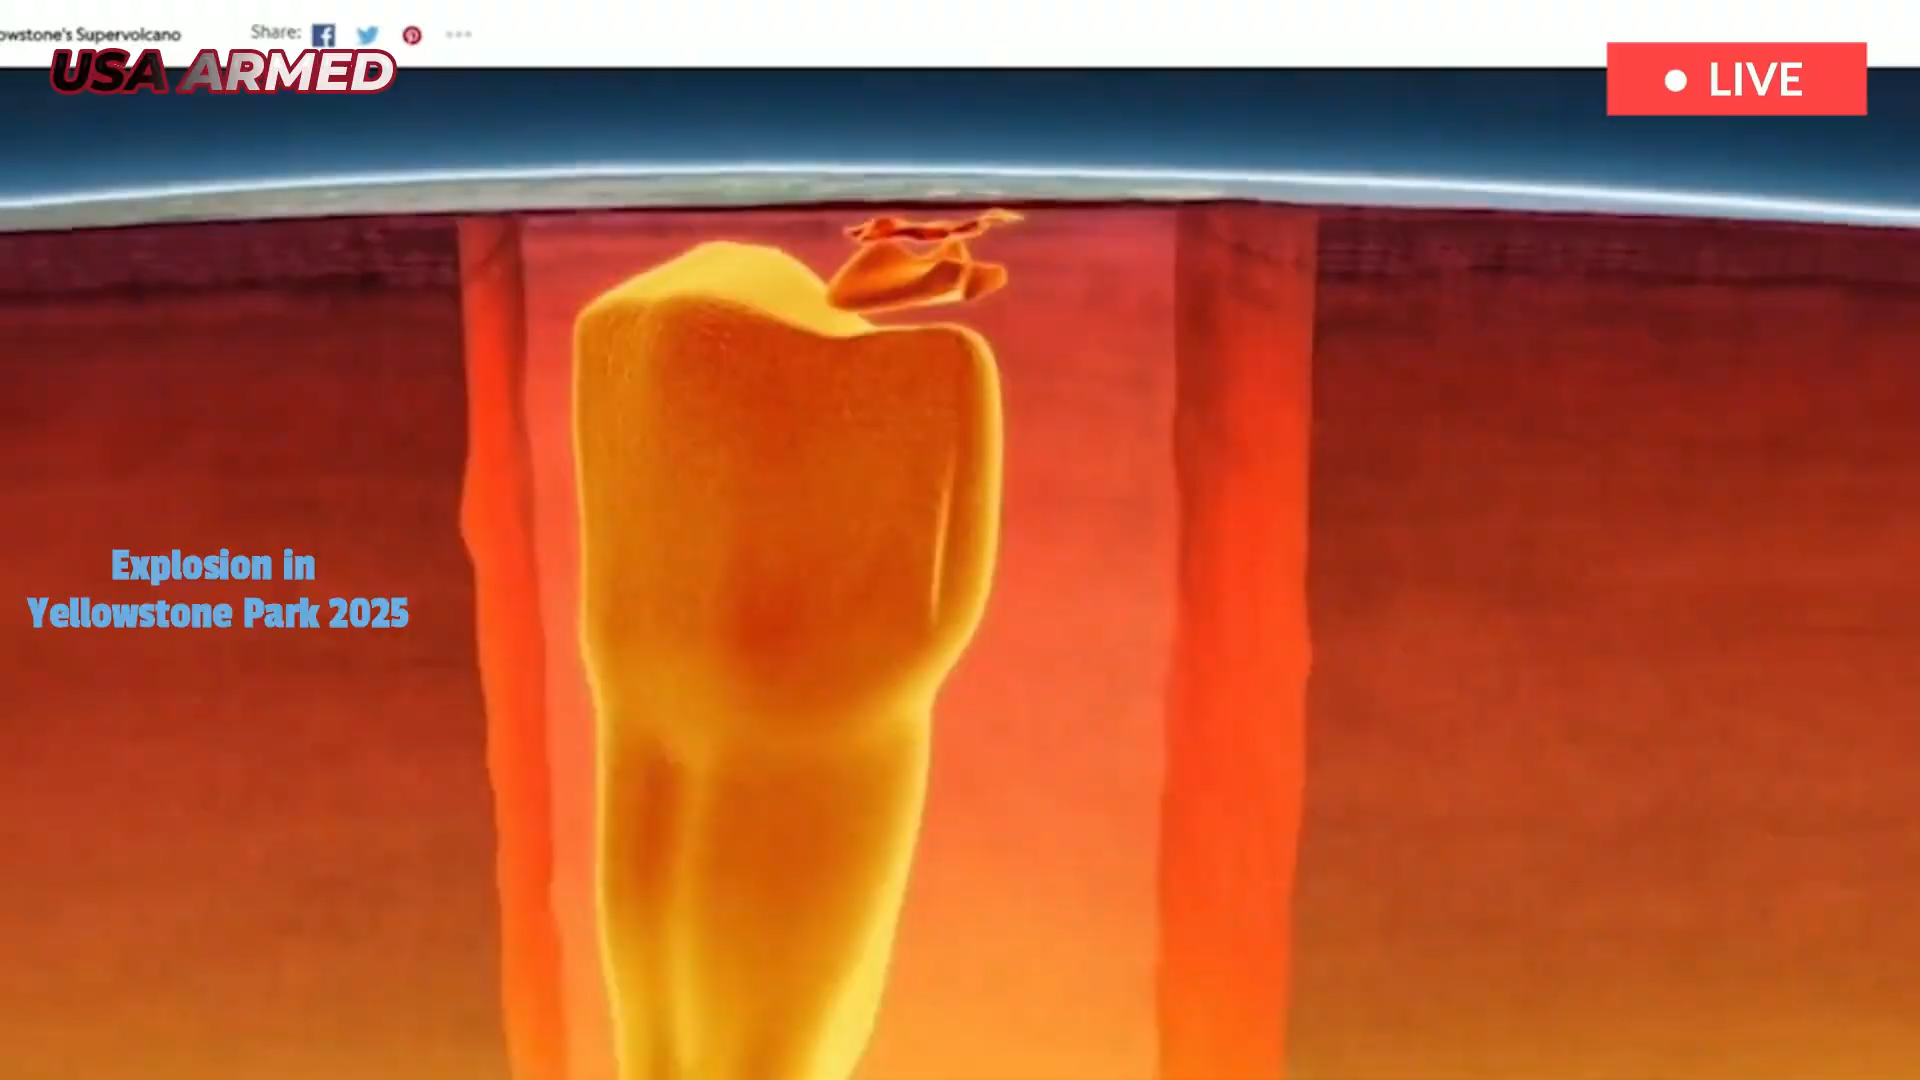 owstone's Supervolcano
Share:
USA ARMED
LIVE
Explosion in
Yellowstone Park 2025